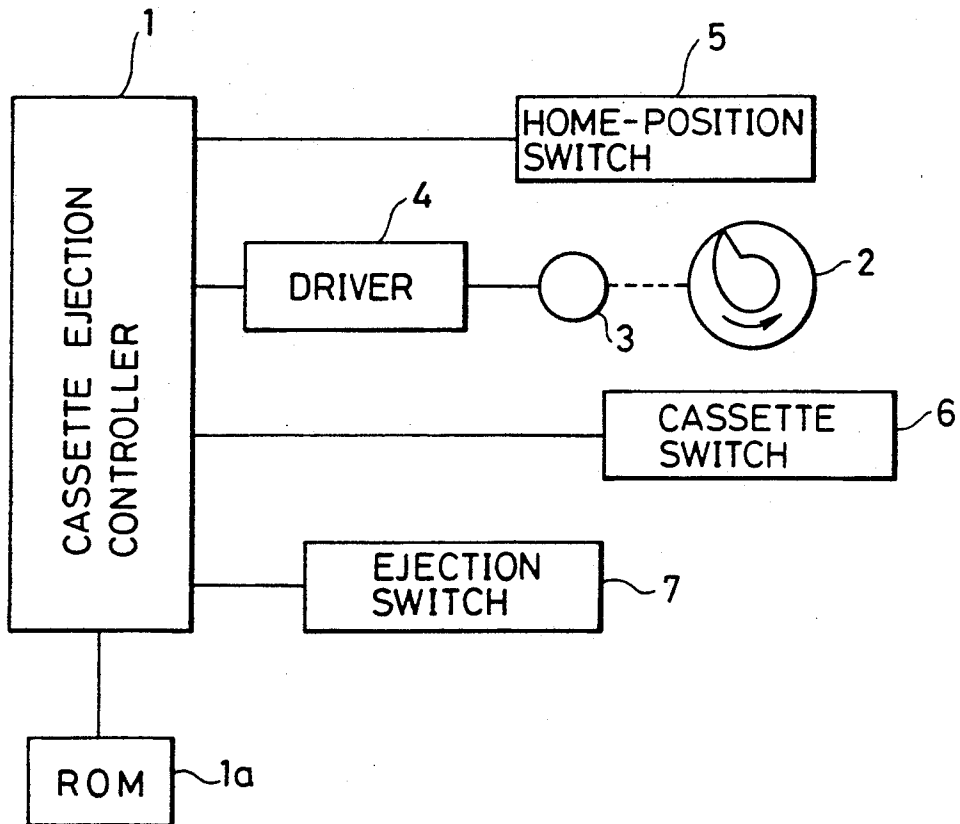 1
5
HOME-POSITION
SWITCH
4
DRIVER
3
2
CASSETTE EJECTION
CONTROLLER
CASSETTE
SWITCH
6
EJECTION
SWITCH
7
ROM
1a